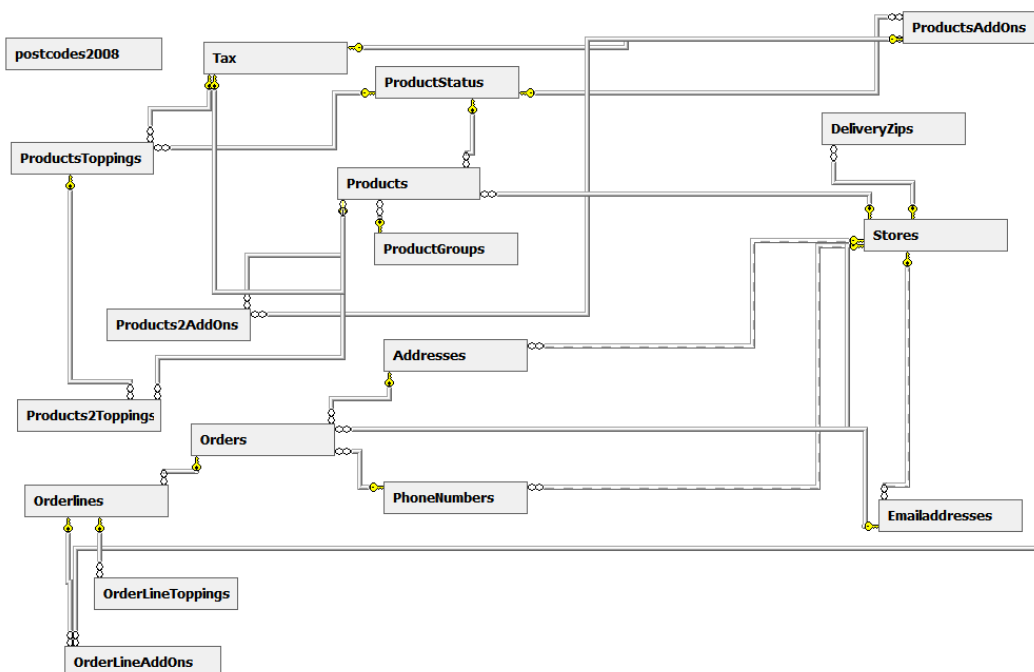 ProductsAddOns
postcodes2008
Tax
ProductStatus
DeliveryZips
ProductsToppings
Products
Stores
ProductGroups
Products2AddOns
Addresses
Products2Toppings
Orders
Orderlines
PhoneNumbers
Emailaddresses
OrderLineToppings
OrderLineAddOns